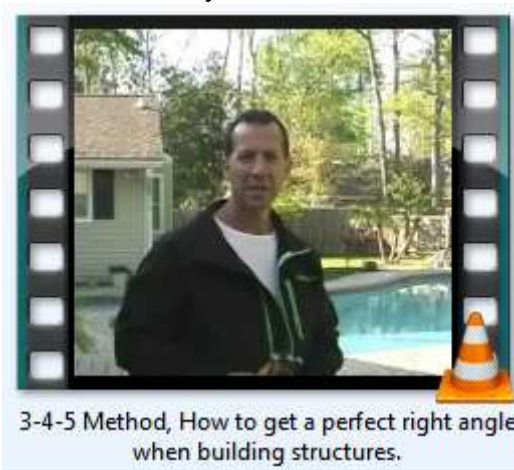 3-4-5 Method, How to get a perfect right angle
when building structures.